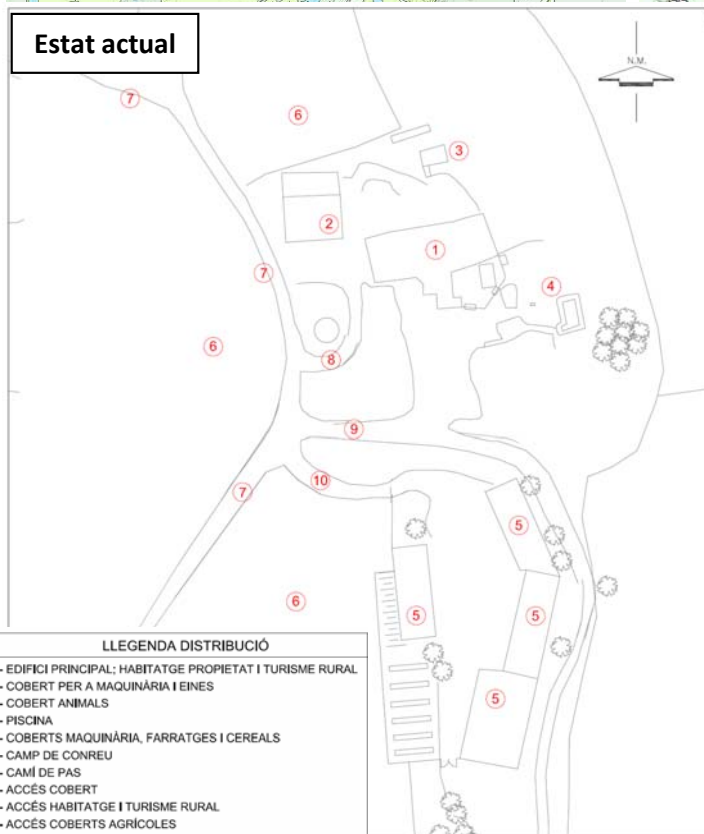 Estat actual
N.M.
7
6
3
2
1
7
4
6
8
9
10
7
5
6
5
5
5
LLEGENDA DISTRIBUCIÓ
- EDIFICI PRINCIPAL; HABITATGE PROPIETAT I TURISME RURAL
- COBERT PER A MAQUINÀRIA I EINES
- COBERT ANIMALS
- PISCINA
- COBERTS MAQUINÀRIA, FARRATGES I CEREALS
- CAMP DE CONREU
- CAMÍ DE PAS
- ACCÉS COBERT
- ACCÉS HABITATGE I TURISME RURAL
- ACCÉS COBERTS AGRÍCOLES